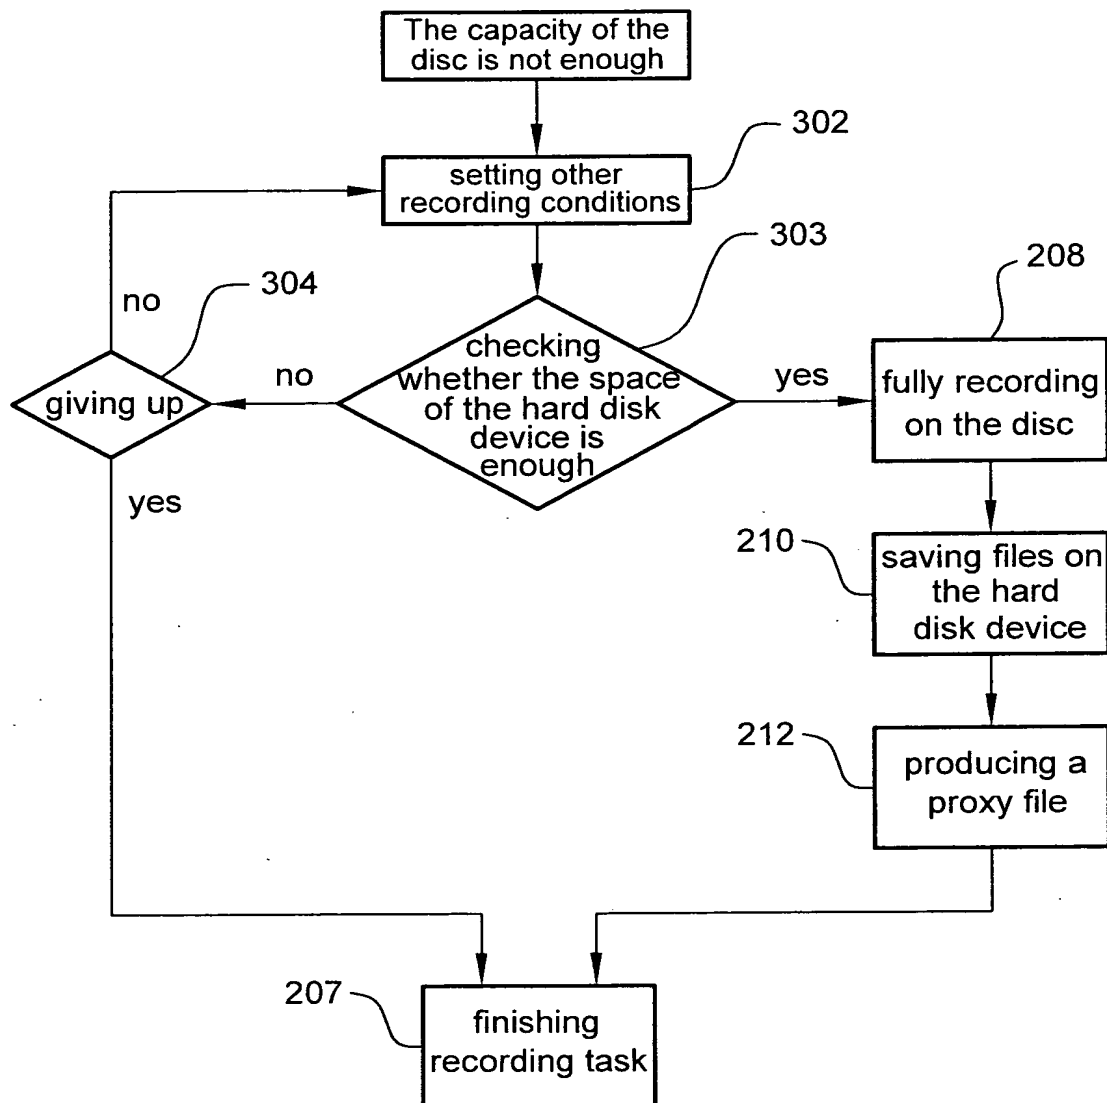 The capacity of the
disc is not enough
302
setting other
recording conditions
303
304
208
no
checking
whether the space
of the hard disk
device is
enough
no
yes
giving up
fully recording
on the disc
yes
210
saving files on
the hard
disk device
212
producing a
proxy file
207
finishing
recording task